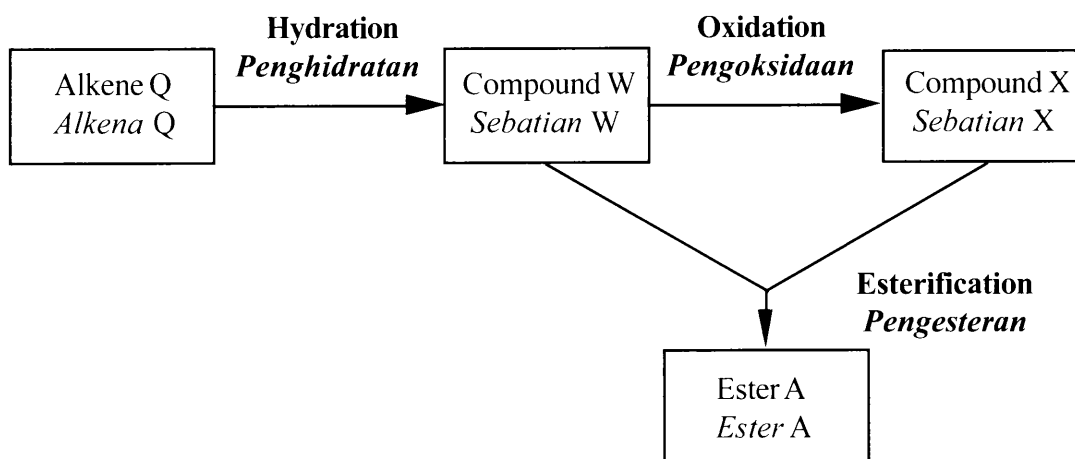 Hydration
Penghidratan
Oxidation
Pengoksidaan
Alkene Q
Alkena Q
Compound W
Sebatian W
Compound X
Sebatian X
Esterification
Pengesteran
Ester A
Ester A